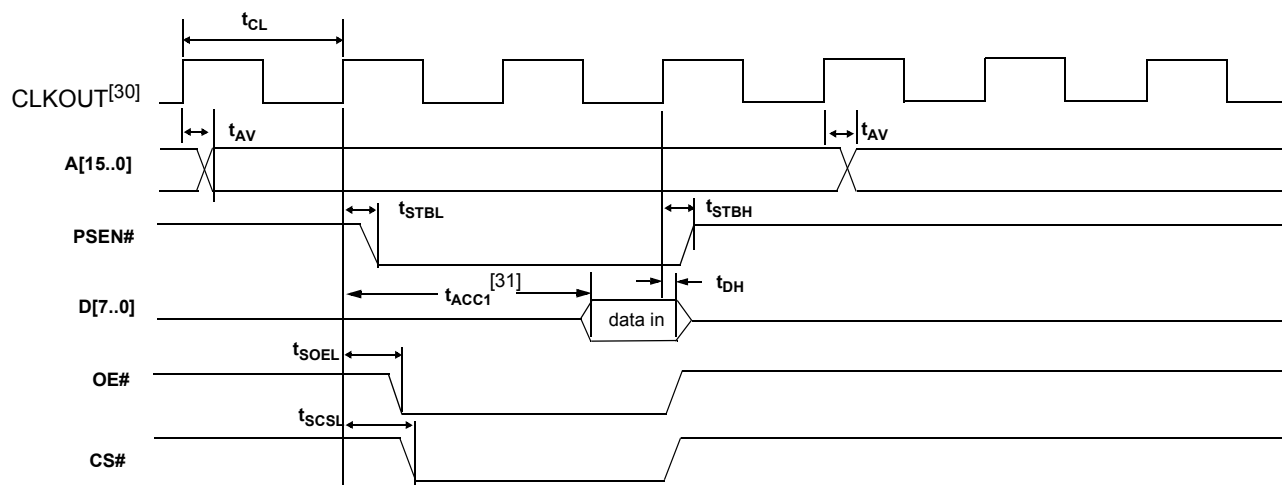 tCL
CLKOUT[30]
tAV
tAV
A[15..0]
tSTBL
tSTBH
PSEN#
[31]
tACC1
tDH
D[7..0]
data in
tSOEL
OE#
tSCSL
CS#